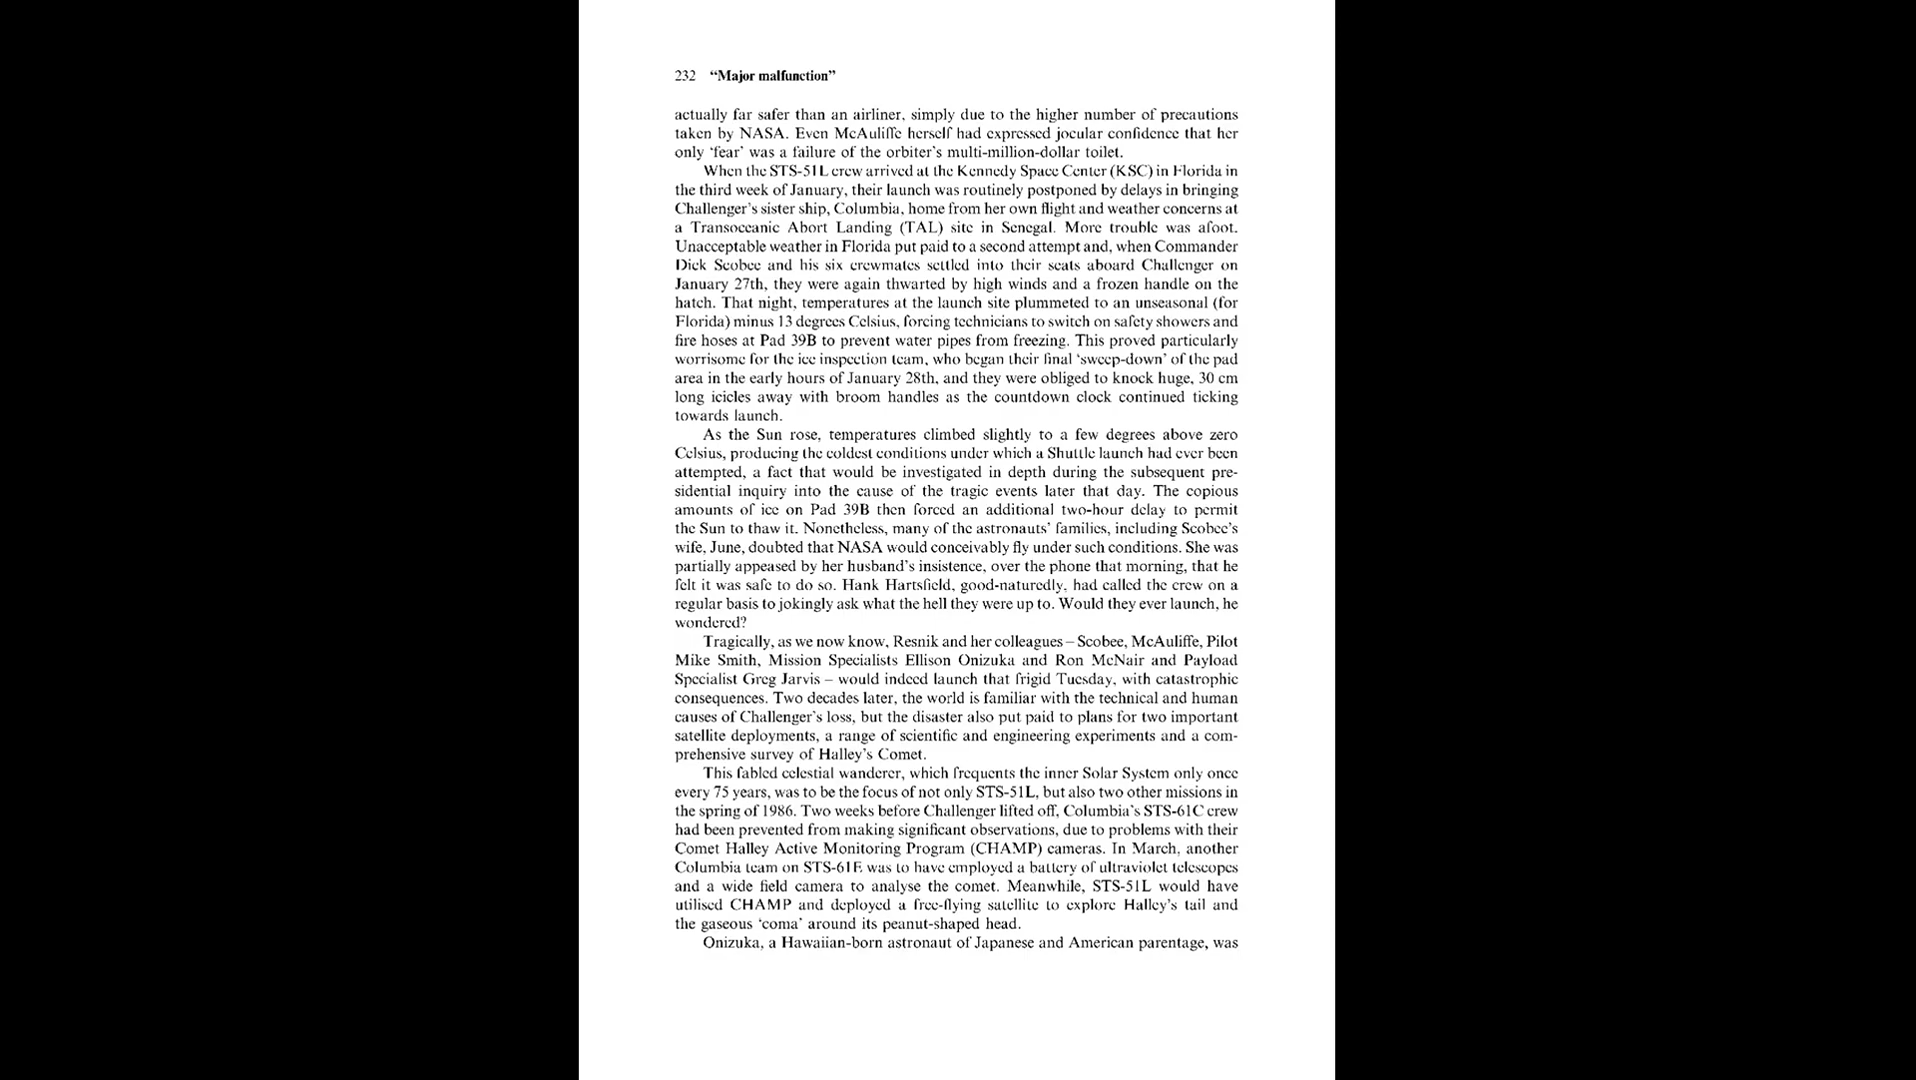 232 “Major malfunction”
actually far safer than an airliner, simply due to the higher number of precautions
taken by NASA. Even McAuliffe herself had expressed jocular confidence that her
only ‘fear’ was a failure of the orbiter’s multi-million-dollar toilet.
When the STS-51L crew arrived at the Kennedy Space Center (KSC) in Florida in
the third week of January, their launch was routinely postponed by delays in bringing
Challenger’s sister ship, Columbia, home from her own flight and weather concerns at
a Transoceanic Abort Landing (TAL) site in Senegal. More trouble was afoot.
Unacceptable weather in Florida put paid to a second attempt and, when Commander
Dick Scobee and his six crewmates settled into their seats aboard Challenger on
January 27th, they were again thwarted by high winds and a frozen handle on the
hatch. That night, temperatures at the launch site plummeted to an unseasonal (for
Florida) minus 13 degrees Celsius, forcing technicians to switch on safety showers and
fire hoses at Pad 39B to prevent water pipes from freezing. This proved particularly
worrisome for the ice inspection team, who began their final ‘sweep-down’ of the pad
area in the early hours of January 28th, and they were obliged to knock huge, 30 cm
long icicles away with broom handles as the countdown clock continued ticking
towards launch.
As the Sun rose, temperatures climbed slightly to a few degrees above zero
Celsius, producing the coldest conditions under which a Shuttle launch had ever been
attempted, a fact that would be investigated in depth during the subsequent pre-
sidential inquiry into the cause of the tragic events later that day. The copious
amounts of ice on Pad 39B then forced an additional two-hour delay to permit
the Sun to thaw it. Nonetheless, many of the astronauts’ families, including Scobee’s
wife, June, doubted that NASA would conceivably fly under such conditions. She was
partially appeased by her husband’s insistence, over the phone that morning, that he
felt it was safe to do so. Hank Hartsfield, good-naturedly, had called the crew on a
regular basis to jokingly ask what the hell they were up to. Would they ever launch, he
wondered?
Tragically, as we now know, Resnik and her colleagues – Scobee, McAuliffe, Pilot
Mike Smith, Mission Specialists Ellison Onizuka and Ron McNair and Payload
Specialist Greg Jarvis – would indeed launch that frigid Tuesday, with catastrophic
consequences. Two decades later, the world is familiar with the technical and human
causes of Challenger’s loss, but the disaster also put paid to plans for two important
satellite deployments, a range of scientific and engineering experiments and a com-
prehensive survey of Halley’s Comet.
This fabled celestial wanderer, which frequents the inner Solar System only once
every 75 years, was to be the focus of not only STS-51L, but also two other missions in
the spring of 1986. Two weeks before Challenger lifted off, Columbia’s STS-61C crew
had been prevented from making significant observations, due to problems with their
Comet Halley Active Monitoring Program (CHAMP) cameras. In March, another
Columbia team on STS-61E was to have employed a battery of ultraviolet telescopes
and a wide field camera to analyse the comet. Meanwhile, STS-51L would have
utilised CHAMP and deployed a free-flying satellite to explore Halley’s tail and
the gaseous ‘coma’ around its peanut-shaped head.
Onizuka, a Hawaiian-born astronaut of Japanese and American parentage, was